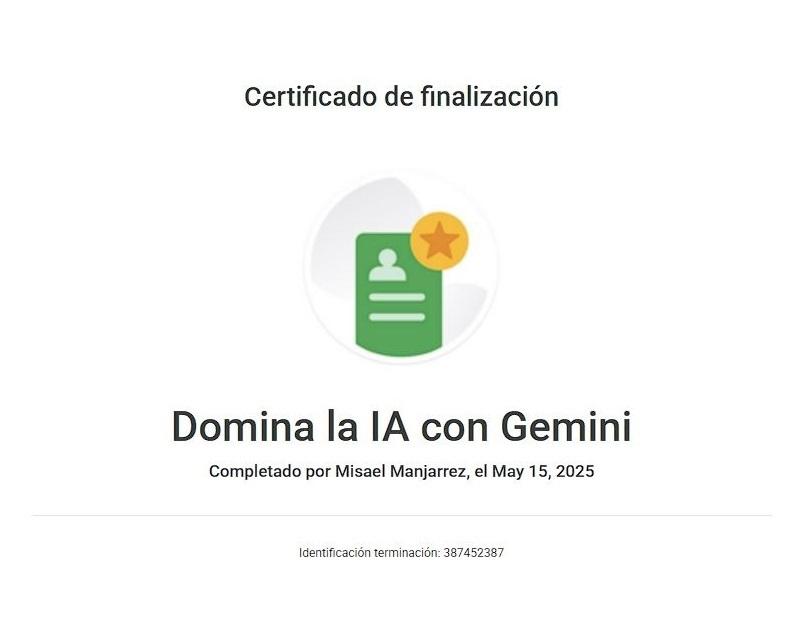 Certificado de finalización
Domina la IA con Gemini
Completado por Misael Manjarrez, el May 15, 2025
Identificación terminación: 387452387